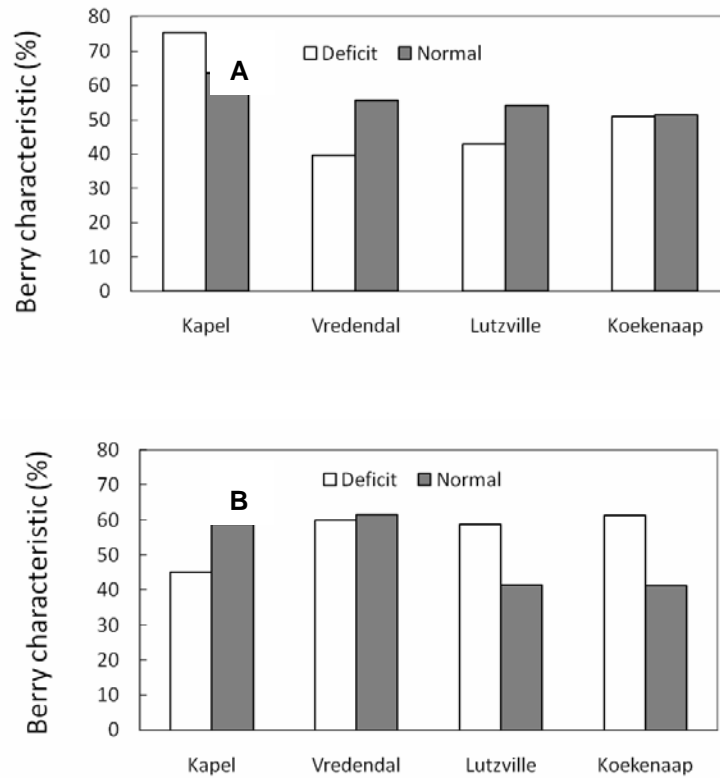 Berry characteristic (%)
80
70
60
50
40
30
20
10
0
A
Deficit Normal
Kapel Vredendal Lutzville Koekenaap
Berry characteristic (%)
80
70
60
50
40
30
20
10
0
B
Deficit Normal
Kapel Vredendal Lutzville Koekenaap